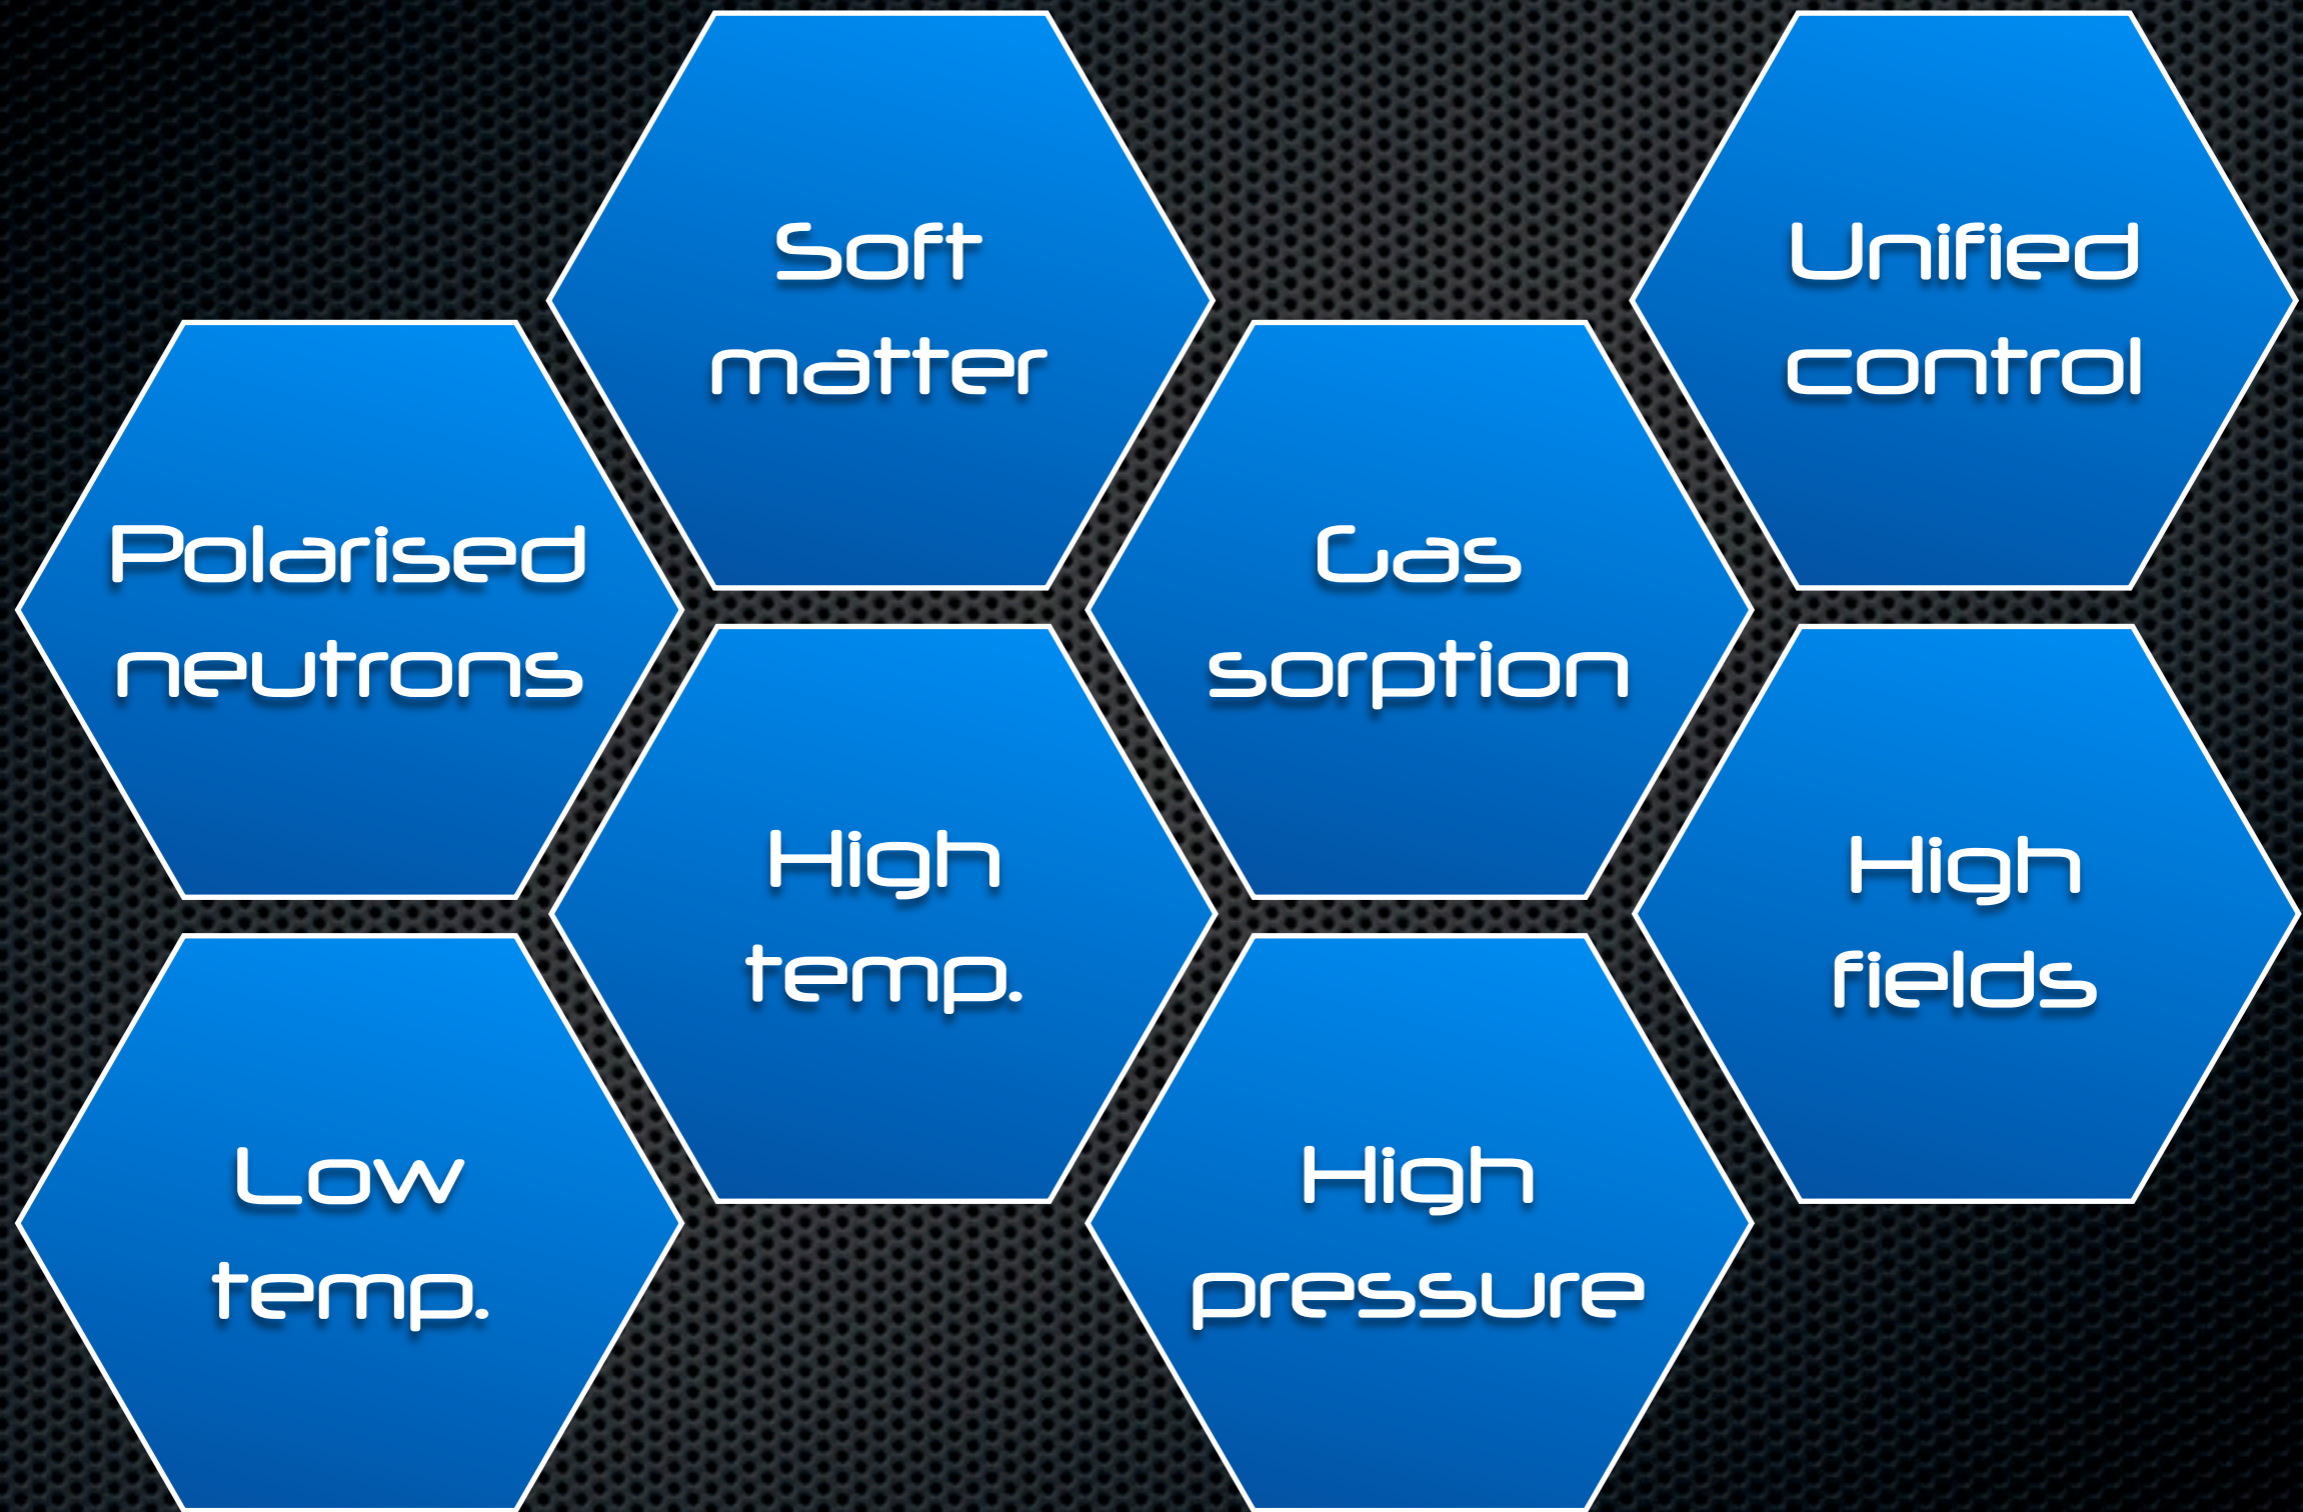 Soft
matter
Unified
control
Polarised
neutrons
Gas
sorption
High
temp.
High
fields
Low
temp.
High
pressure